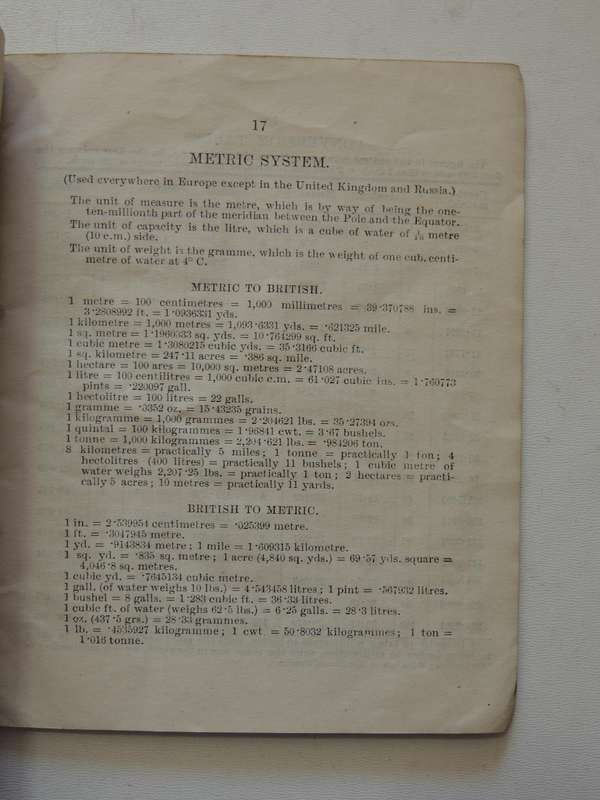 17
METRIC SYSTEM.
(Used everywhere in Europe except in the United Kingdom and Russia.)
The unit of measure is the metre, which is by way of being the one-
ten-millionth part of the meridian between the Pole and the Equator.
The unit of capacity is the litre, which is a cube of water of 1/10 metre
(10 c.m.) side.
The unit of weight is the gramme, which is the weight of one cub. centi-
metre of water at 4° C.
METRIC TO BRITISH.
1 metre = 100 centimetres = 1,000 millimetres = 39·370788 ins. =
3·2808992 ft. = 1·0936331 yds.
1 kilometre = 1,000 metres = 1,093·6331 yds. = ·621325 mile.
1 sq. metre = 1·1960333 sq. yds. = 10·764299 sq. ft.
1 cubic metre = 1·3080215 cubic yds. = 35·3166 cubic ft.
1 sq. kilometre = 247·11 acres = ·386 sq. mile.
1 hectare = 100 ares = 10,000 sq. metres = 2·47108 acres.
1 litre = 100 centilitres = 1,000 cubic c.m. = 61·027 cubic ins. = 1·760773
pints = ·220097 gall.
1 hectolitre = 100 litres = 22 galls.
1 gramme = ·0352 oz. = 15·43235 grains.
1 kilogramme = 1,000 grammes = 2·204621 lbs. = 35·27394 ozs.
1 quintal = 100 kilogrammes = 1·96841 cwt. = 3·67 bushels.
1 tonne = 1,000 kilogrammes = 2,204·621 lbs. = ·984206 ton.
8 kilometres = practically 5 miles; 1 tonne = practically 1 ton; 4
hectolitres (400 litres) = practically 11 bushels; 1 cubic metre of
water weighs 2,207·25 lbs. = practically 1 ton; 2 hectares = practi-
cally 5 acres; 10 metres = practically 11 yards.
BRITISH TO METRIC.
1 in. = 2·539954 centimetres = ·025399 metre.
1 ft. = ·3047945 metre.
1 yd. = ·9143834 metre; 1 mile = 1·609315 kilometre.
1 sq. yd. = ·835 sq. metre; 1 acre (4,840 sq. yds.) = 69·57 yds. square =
4,046·8 sq. metres.
1 cubic yd. = ·7645134 cubic metre.
1 gall. (of water weighs 10 lbs.) = 4·543458 litres; 1 pint = ·567932 litres.
1 bushel = 8 galls. = 1·283 cubic ft. = 36·33 litres.
1 cubic ft. of water (weighs 62·5 lbs.) = 6·25 galls. = 28·3 litres.
1 oz. (437·5 grs.) = 28·33 grammes.
1 lb. = ·4535927 kilogramme; 1 cwt = 50·8032 kilogrammes; 1 ton =
1·016 tonne.